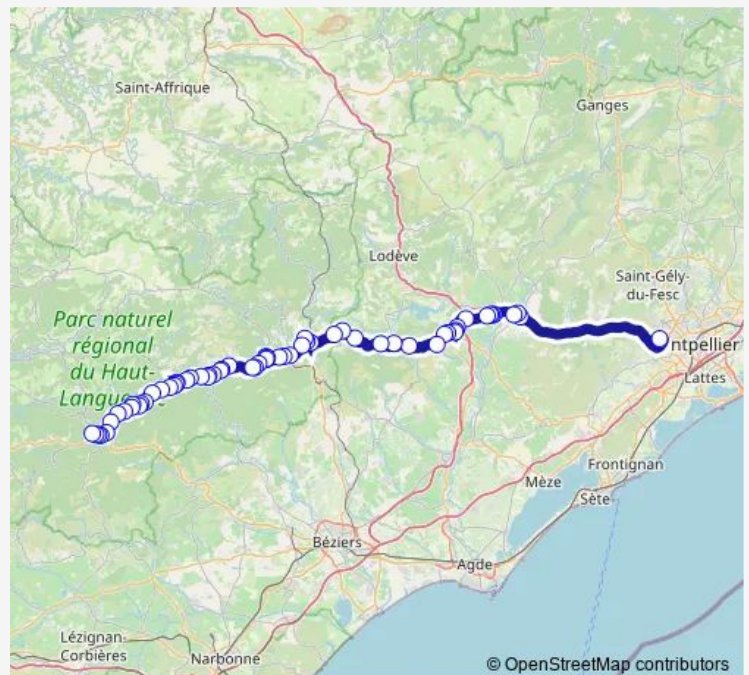 Saint-Affrique
Ganges
Lodève
Saint-Gély-
du-Fesc
Parc naturel
régional
du Haut-
ntpellier
Lattes
Frontignan
Mèze
Sète
Béziers
Agde
Lézignan-
Corbières
Narbonne
© OpenStreetMap contributors